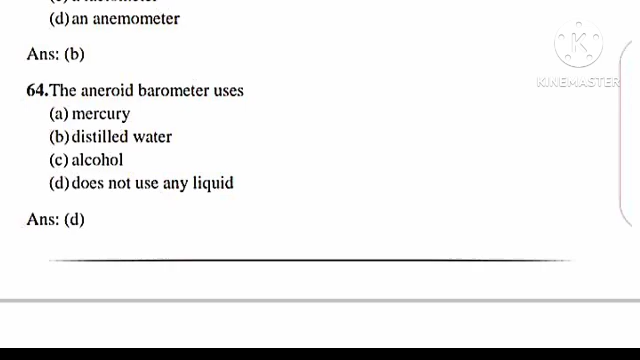 (d) an anemometer
Ans: (b)
64.The aneroid barometer uses
(a) mercury
(b) distilled water
(c) alcohol
(d) does not use any liquid
Ans: (d)
K
KINEMASTER